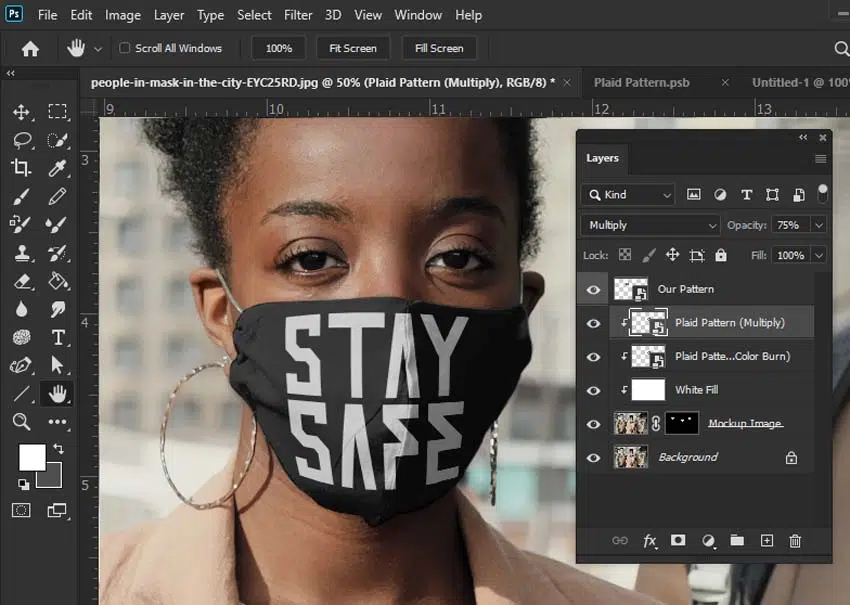 Ps File Edit Image Layer Type Select Filter 3D View Window Help
Scroll All Windows 100% Fit Screen Fill Screen
people-in-mask-in-the-city-EYC25RD.jpg @ 50% (Plaid Pattern (Multiply), RGB/8) * × Plaid Pattern.psb × Untitled-1 @ 100%
9 10 11 12 13
3
4
5
STAY
SAFE
Layers
Kind
Multiply Opacity: 75%
Lock: Fill: 100%
Our Pattern
Plaid Pattern (Multiply)
Plaid Patte...Color Burn)
White Fill
Mockup Image
Background
fx